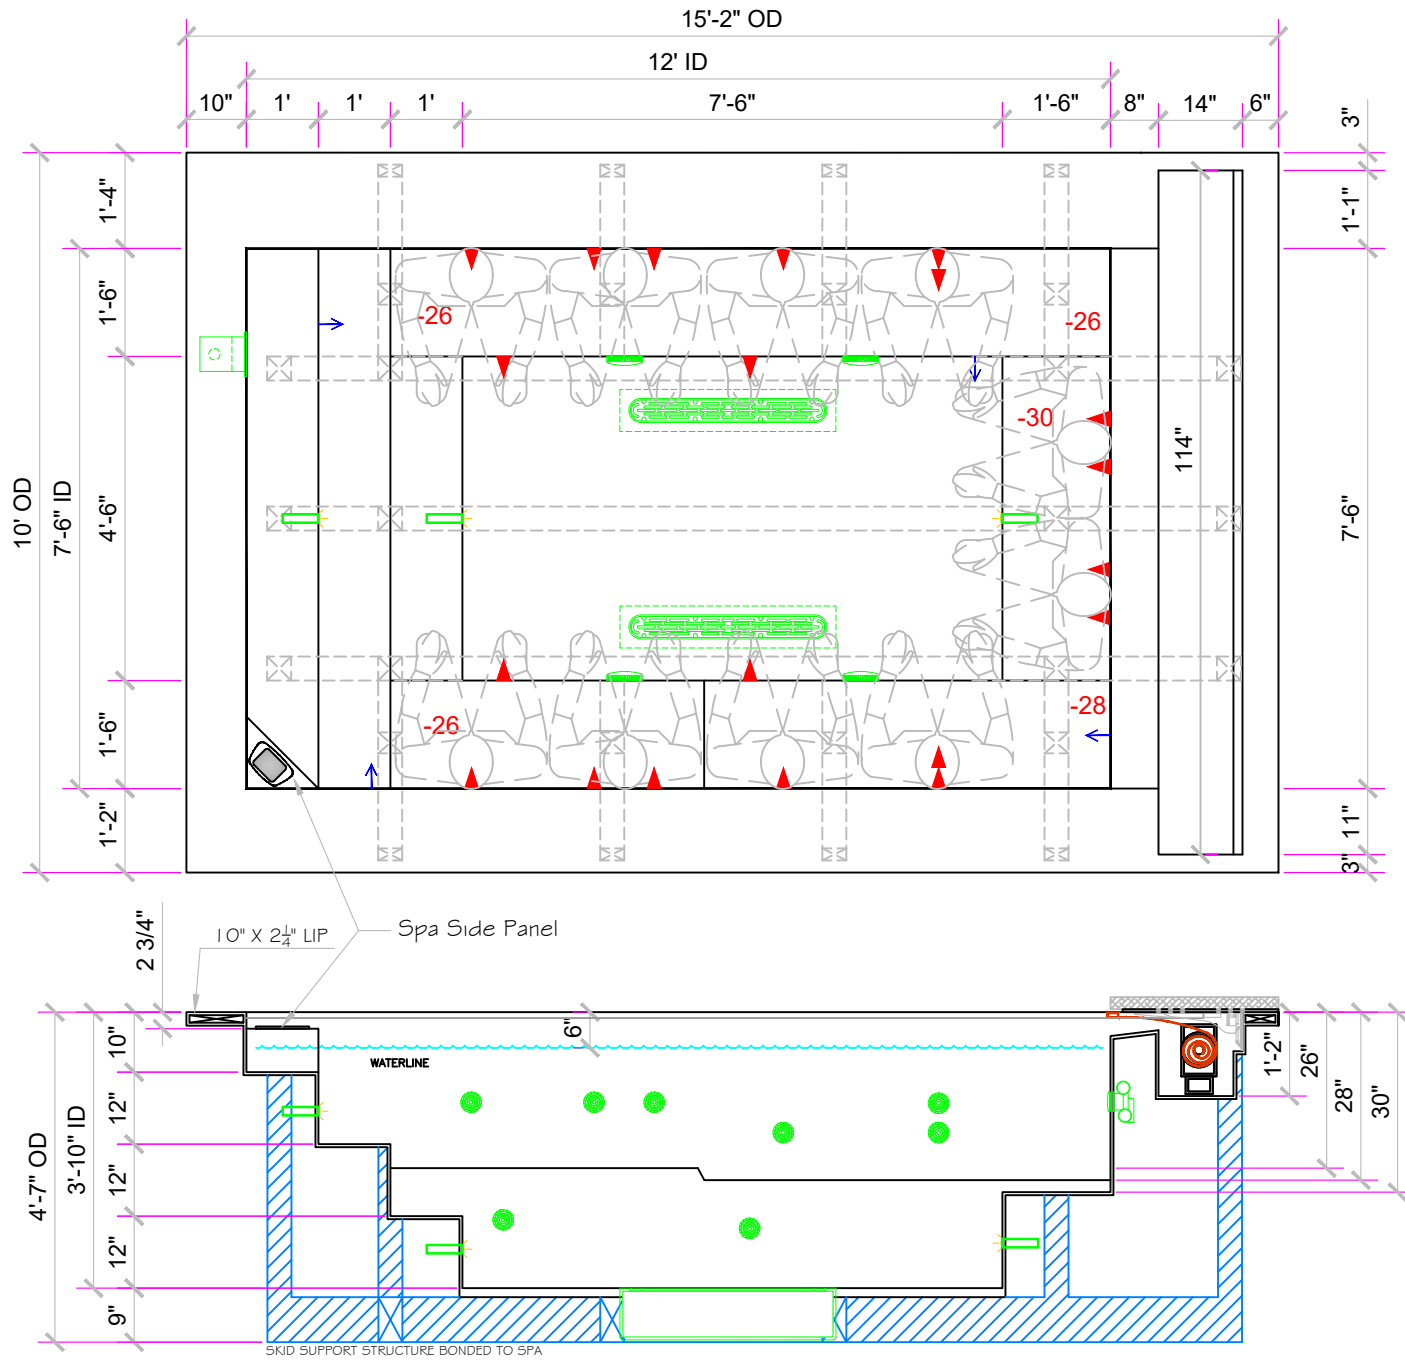 15'-2" OD
12' ID
10" 1' 1' 1' 7'-6" 1'-6" 8" 14" 6"
3"
1'-4"
1'-1"
1'-6"
-26
-26
-30
114"
10' OD
7'-6" ID
4'-6"
7'-6"
-28
-26
1'-6"
1'-2"
11"
3"
2 3/4"
10" X 2¼" LIP
Spa Side Panel
6"
WATERLINE
10"
12"
12"
12"
9"
4'-7" OD
3'-10" ID
1'-2"
26"
28"
30"
SKID SUPPORT STRUCTURE BONDED TO SPA